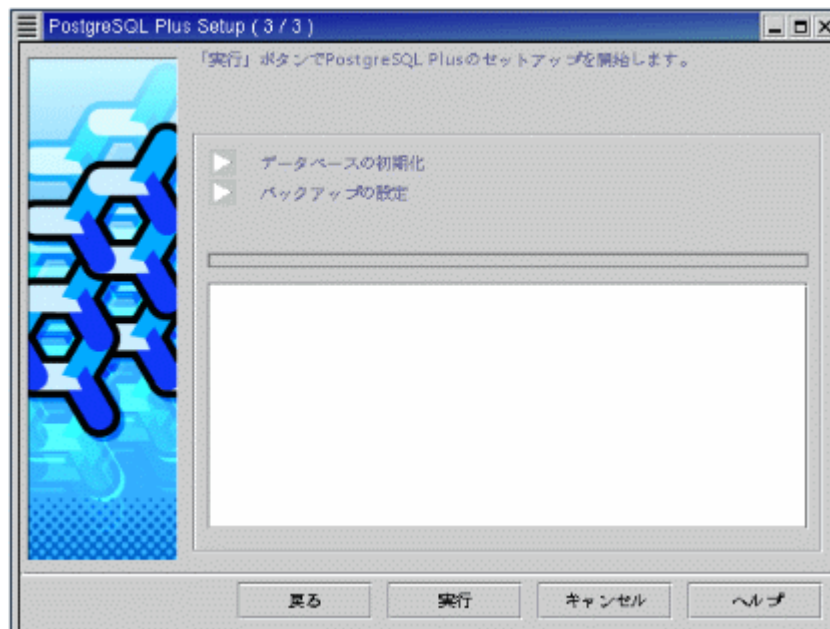 PostgreSQL Plus Setup ( 3 / 3 )
「実行」ボタンでPostgreSQL Plusのセットアップを開始します。
データベースの初期化
バックアップの設定
戻る
実行
キャンセル
ヘルプ